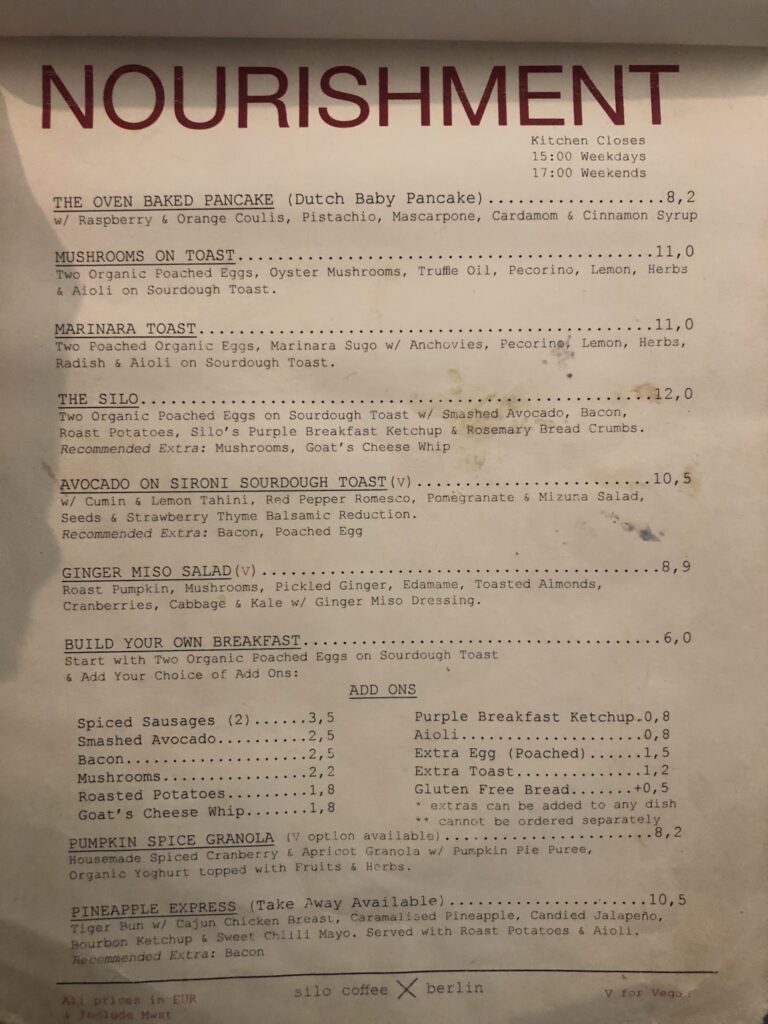 NOURISHMENT
Kitchen Closes
15:00 Weekdays
17:00 Weekends
THE OVEN BAKED PANCAKE (Dutch Baby Pancake)..................8,2
w/ Raspberry & Orange Coulis, Pistachio, Mascarpone, Cardamom & Cinnamon Syrup
MUSHROOMS ON TOAST..........................................11,0
Two Organic Poached Eggs, Oyster Mushrooms, Truffle Oil, Pecorino, Lemon, Herbs
& Aioli on Sourdough Toast.
MARINARA TOAST..............................................11,0
Two Poached Organic Eggs, Marinara Sugo w/ Anchovies, Pecorino, Lemon, Herbs,
Radish & Aioli on Sourdough Toast.
THE SILO....................................................12,0
Two Organic Poached Eggs on Sourdough Toast w/ Smashed Avocado, Bacon,
Roast Potatoes, Silo's Purple Breakfast Ketchup & Rosemary Bread Crumbs.
Recommended Extra: Mushrooms, Goat's Cheese Whip
AVOCADO ON SIRONI SOURDOUGH TOAST(V)........................10,5
w/ Cumin & Lemon Tahini, Red Pepper Romesco, Pomegranate & Mizuna Salad,
Seeds & Strawberry Thyme Balsamic Reduction.
Recommended Extra: Bacon, Poached Egg
GINGER MISO SALAD(V).........................................8,9
Roast Pumpkin, Mushrooms, Pickled Ginger, Edamame, Toasted Almonds,
Cranberries, Cabbage & Kale w/ Ginger Miso Dressing.
BUILD YOUR OWN BREAKFAST.....................................6,0
Start with Two Organic Poached Eggs on Sourdough Toast
& Add Your Choice of Add Ons:
ADD ONS
Spiced Sausages (2)......3,5
Smashed Avocado..........2,5
Bacon....................2,5
Mushrooms................2,2
Roasted Potatoes.........1,8
Goat's Cheese Whip.......1,8
Purple Breakfast Ketchup.0,8
Aioli....................0,8
Extra Egg (Poached)......1,5
Extra Toast..............1,2
Gluten Free Bread.......+0,5
* extras can be added to any dish
** cannot be ordered separately
PUMPKIN SPICE GRANOLA (V option available)...................8,2
Housemade Spiced Cranberry & Apricot Granola w/ Pumpkin Pie Puree,
Organic Yoghurt topped with Fruits & Herbs.
PINEAPPLE EXPRESS (Take Away Available).....................10,5
Tiger Bun w/ Cajun Chicken Breast, Caramalised Pineapple, Candied Jalapeño,
Bourbon Ketchup & Sweet Chilli Mayo. Served with Roast Potatoes & Aioli.
Recommended Extra: Bacon
All prices in EUR
& Include Mwst
silo coffee X berlin
V for Vegan